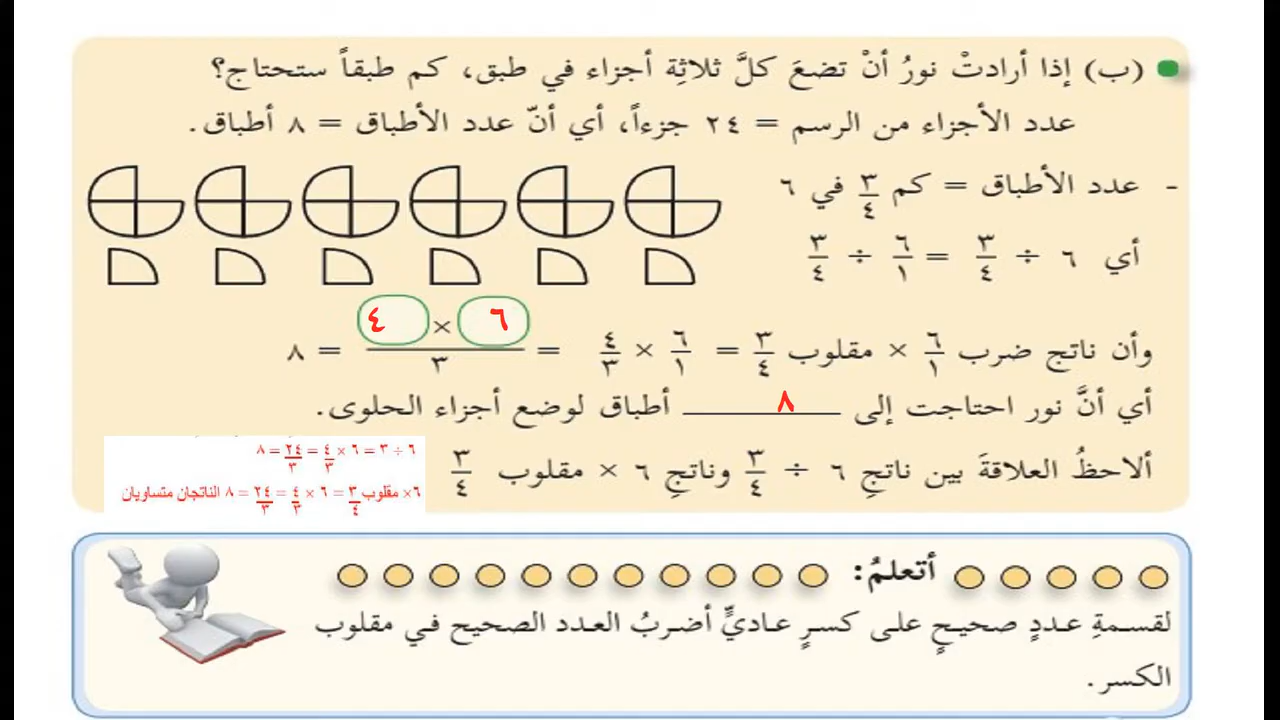 (ب) إذا أرادتْ نورُ أنْ تضعَ كلَّ ثلاثةِ أجزاء في طبق، كم طبقاً ستحتاج؟
عدد الأجزاء من الرسم = ٢٤ جزءاً، أي أنّ عدد الأطباق = ٨ أطباق.
- عدد الأطباق = كم ٣/٤ في ٦
أي ٦ ÷ ٣/٤ = ٦/١ ÷ ٣/٤
وأن ناتج ضرب ٦/١ × مقلوب ٣/٤ = ٦/١ × ٤/٣ = ٦ × ٤/٣ = ٨
أي أنَّ نور احتاجت إلى ٨ أطباق لوضع أجزاء الحلوى.
ألاحظُ العلاقةَ بين ناتجِ ٦ ÷ ٣/٤ وناتجِ ٦ × مقلوب ٣/٤
٦ ÷ ٣ = ٦ × ٤/٣ = ٢٤/٣ = ٨
٦× مقلوب ٣/٤ = ٦ × ٤/٣ = ٢٤/٣ = ٨ الناتجان متساويان
أتعلمُ:
لقسمةِ عددٍ صحيحٍ على كسرٍ عاديٍّ أضربُ العدد الصحيح في مقلوب
الكسر.